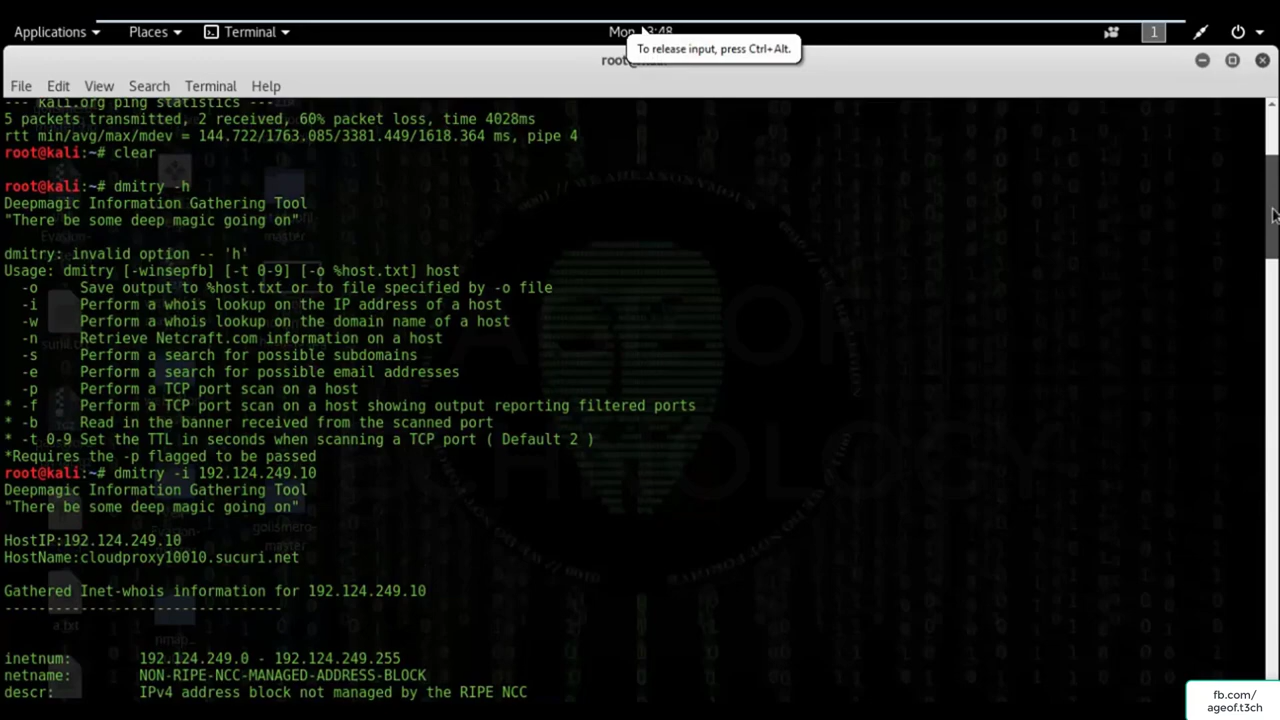 Applications
Places
Terminal
1
To release input, press Ctrl+Alt.
File Edit View Search Terminal Help
--- kali.org ping statistics ---
5 packets transmitted, 2 received, 60% packet loss, time 4028ms
rtt min/avg/max/mdev = 144.722/1763.085/3381.449/1618.364 ms, pipe 4
root@kali:~# clear
root@kali:~# dmitry -h
Deepmagic Information Gathering Tool
"There be some deep magic going on"
dmitry: invalid option -- 'h'
Usage: dmitry [-winsepfb] [-t 0-9] [-o %host.txt] host
-o Save output to %host.txt or to file specified by -o file
-i Perform a whois lookup on the IP address of a host
-w Perform a whois lookup on the domain name of a host
-n Retrieve Netcraft.com information on a host
-s Perform a search for possible subdomains
-e Perform a search for possible email addresses
-p Perform a TCP port scan on a host
* -f Perform a TCP port scan on a host showing output reporting filtered ports
* -b Read in the banner received from the scanned port
* -t 0-9 Set the TTL in seconds when scanning a TCP port ( Default 2 )
*Requires the -p flagged to be passed
root@kali:~# dmitry -i 192.124.249.10
Deepmagic Information Gathering Tool
"There be some deep magic going on"
HostIP:192.124.249.10
HostName:cloudproxy10010.sucuri.net
Gathered Inet-whois information for 192.124.249.10
---------------------------------
inetnum: 192.124.249.0 - 192.124.249.255
netname: NON-RIPE-NCC-MANAGED-ADDRESS-BLOCK
descr: IPv4 address block not managed by the RIPE NCC
a.txt
nmap
golismero-
master
AGE OF
TECHNOLOGY
fb.com/
ageof.t3ch